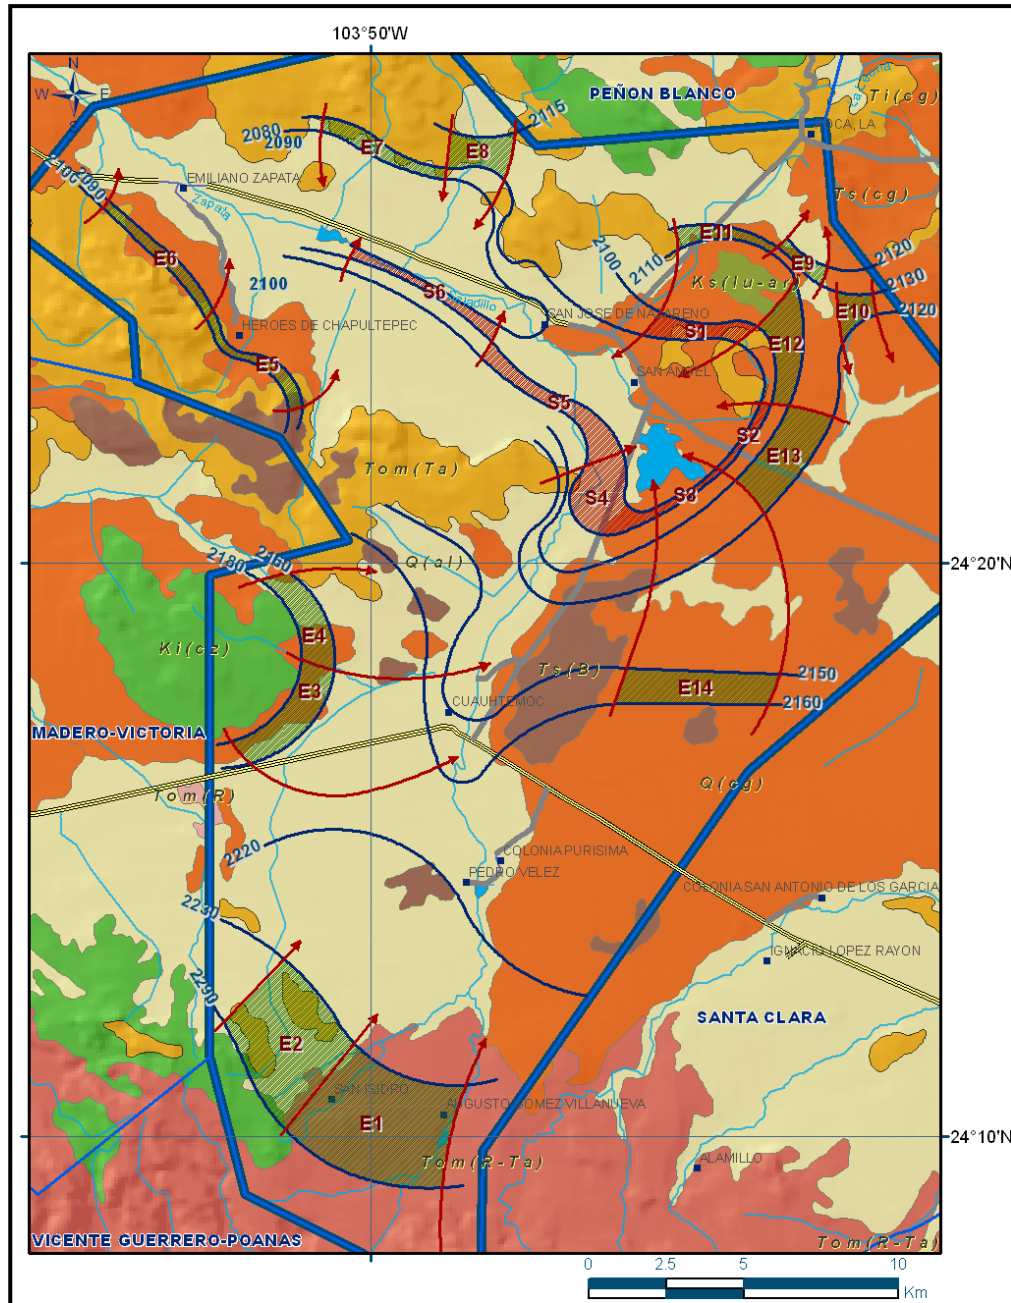 103°50'W
N
W
E
S
PEÑON BLANCO
Ti(cg)
2115
2080
2090
E7
E8
2100
2090
EMILIANO ZAPATA
Zapata
Ts(cg)
E11
2100
2110
E9
2120
2130
2120
E6
2100
Ks(lu-ar)
S6
Saladillo
E10
SAN JOSE DE NAZARENO
S1
E12
HEROES DE CHAPULTEPEC
E5
SAN ANGEL
S5
S2
E13
Tom(Ta)
S4
S3
Q(al)
24°20'N
2180
2160
E4
Ki(cz)
E3
Ts(B)
2150
E14
2160
CUAUHTEMOC
MADERO-VICTORIA
Q(cg)
Tom(R)
2220
COLONIA PURISIMA
PEDRO VELEZ
COLONIA SAN ANTONIO DE LOS GARCIA
2230
IGNACIO LOPEZ RAYON
2290
SANTA CLARA
E2
SAN ISIDRO
AUGUSTO GOMEZ VILLANUEVA
E1
24°10'N
Tom(R-Ta)
ALAMILLO
VICENTE GUERRERO-POANAS
Tom(R-Ta)
0
2.5
5
10
Km